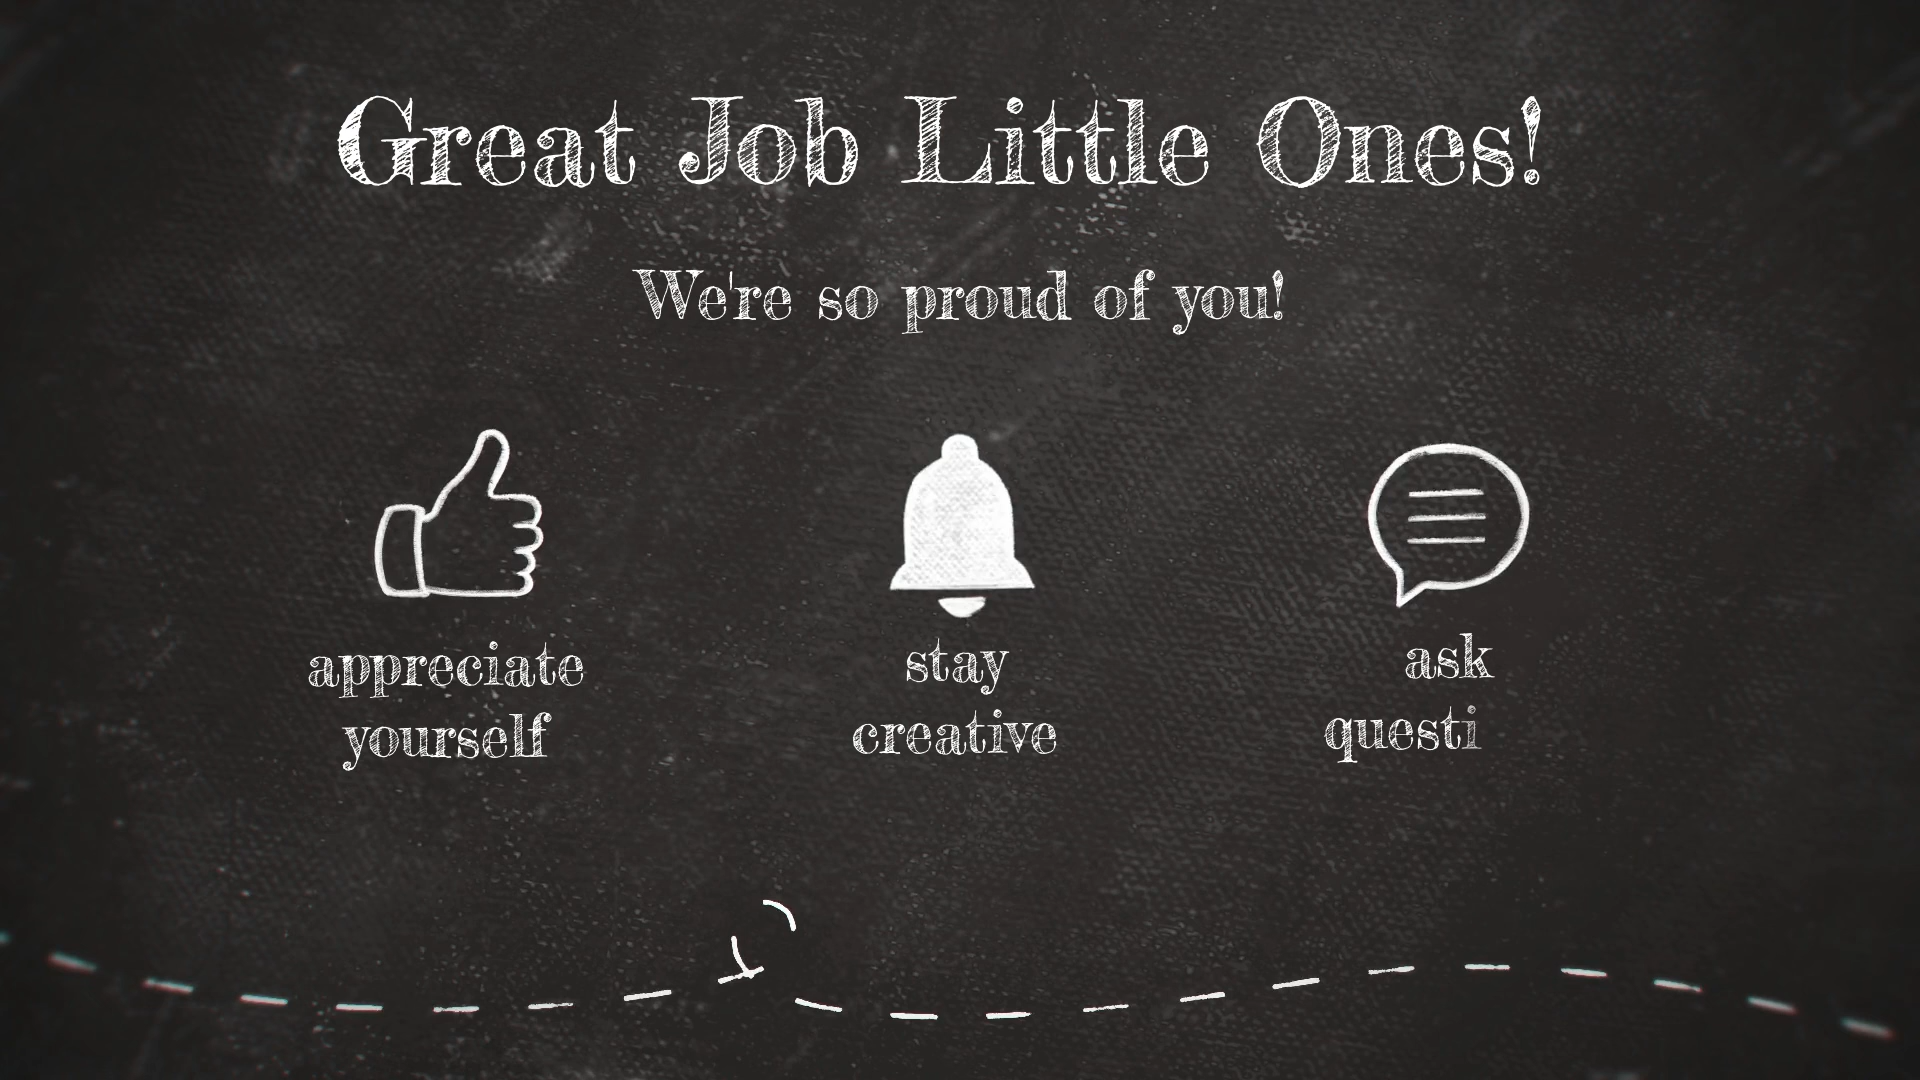 Great Job Little Ones!
We're so proud of you!
appreciate
yourself
stay
creative
ask
questi